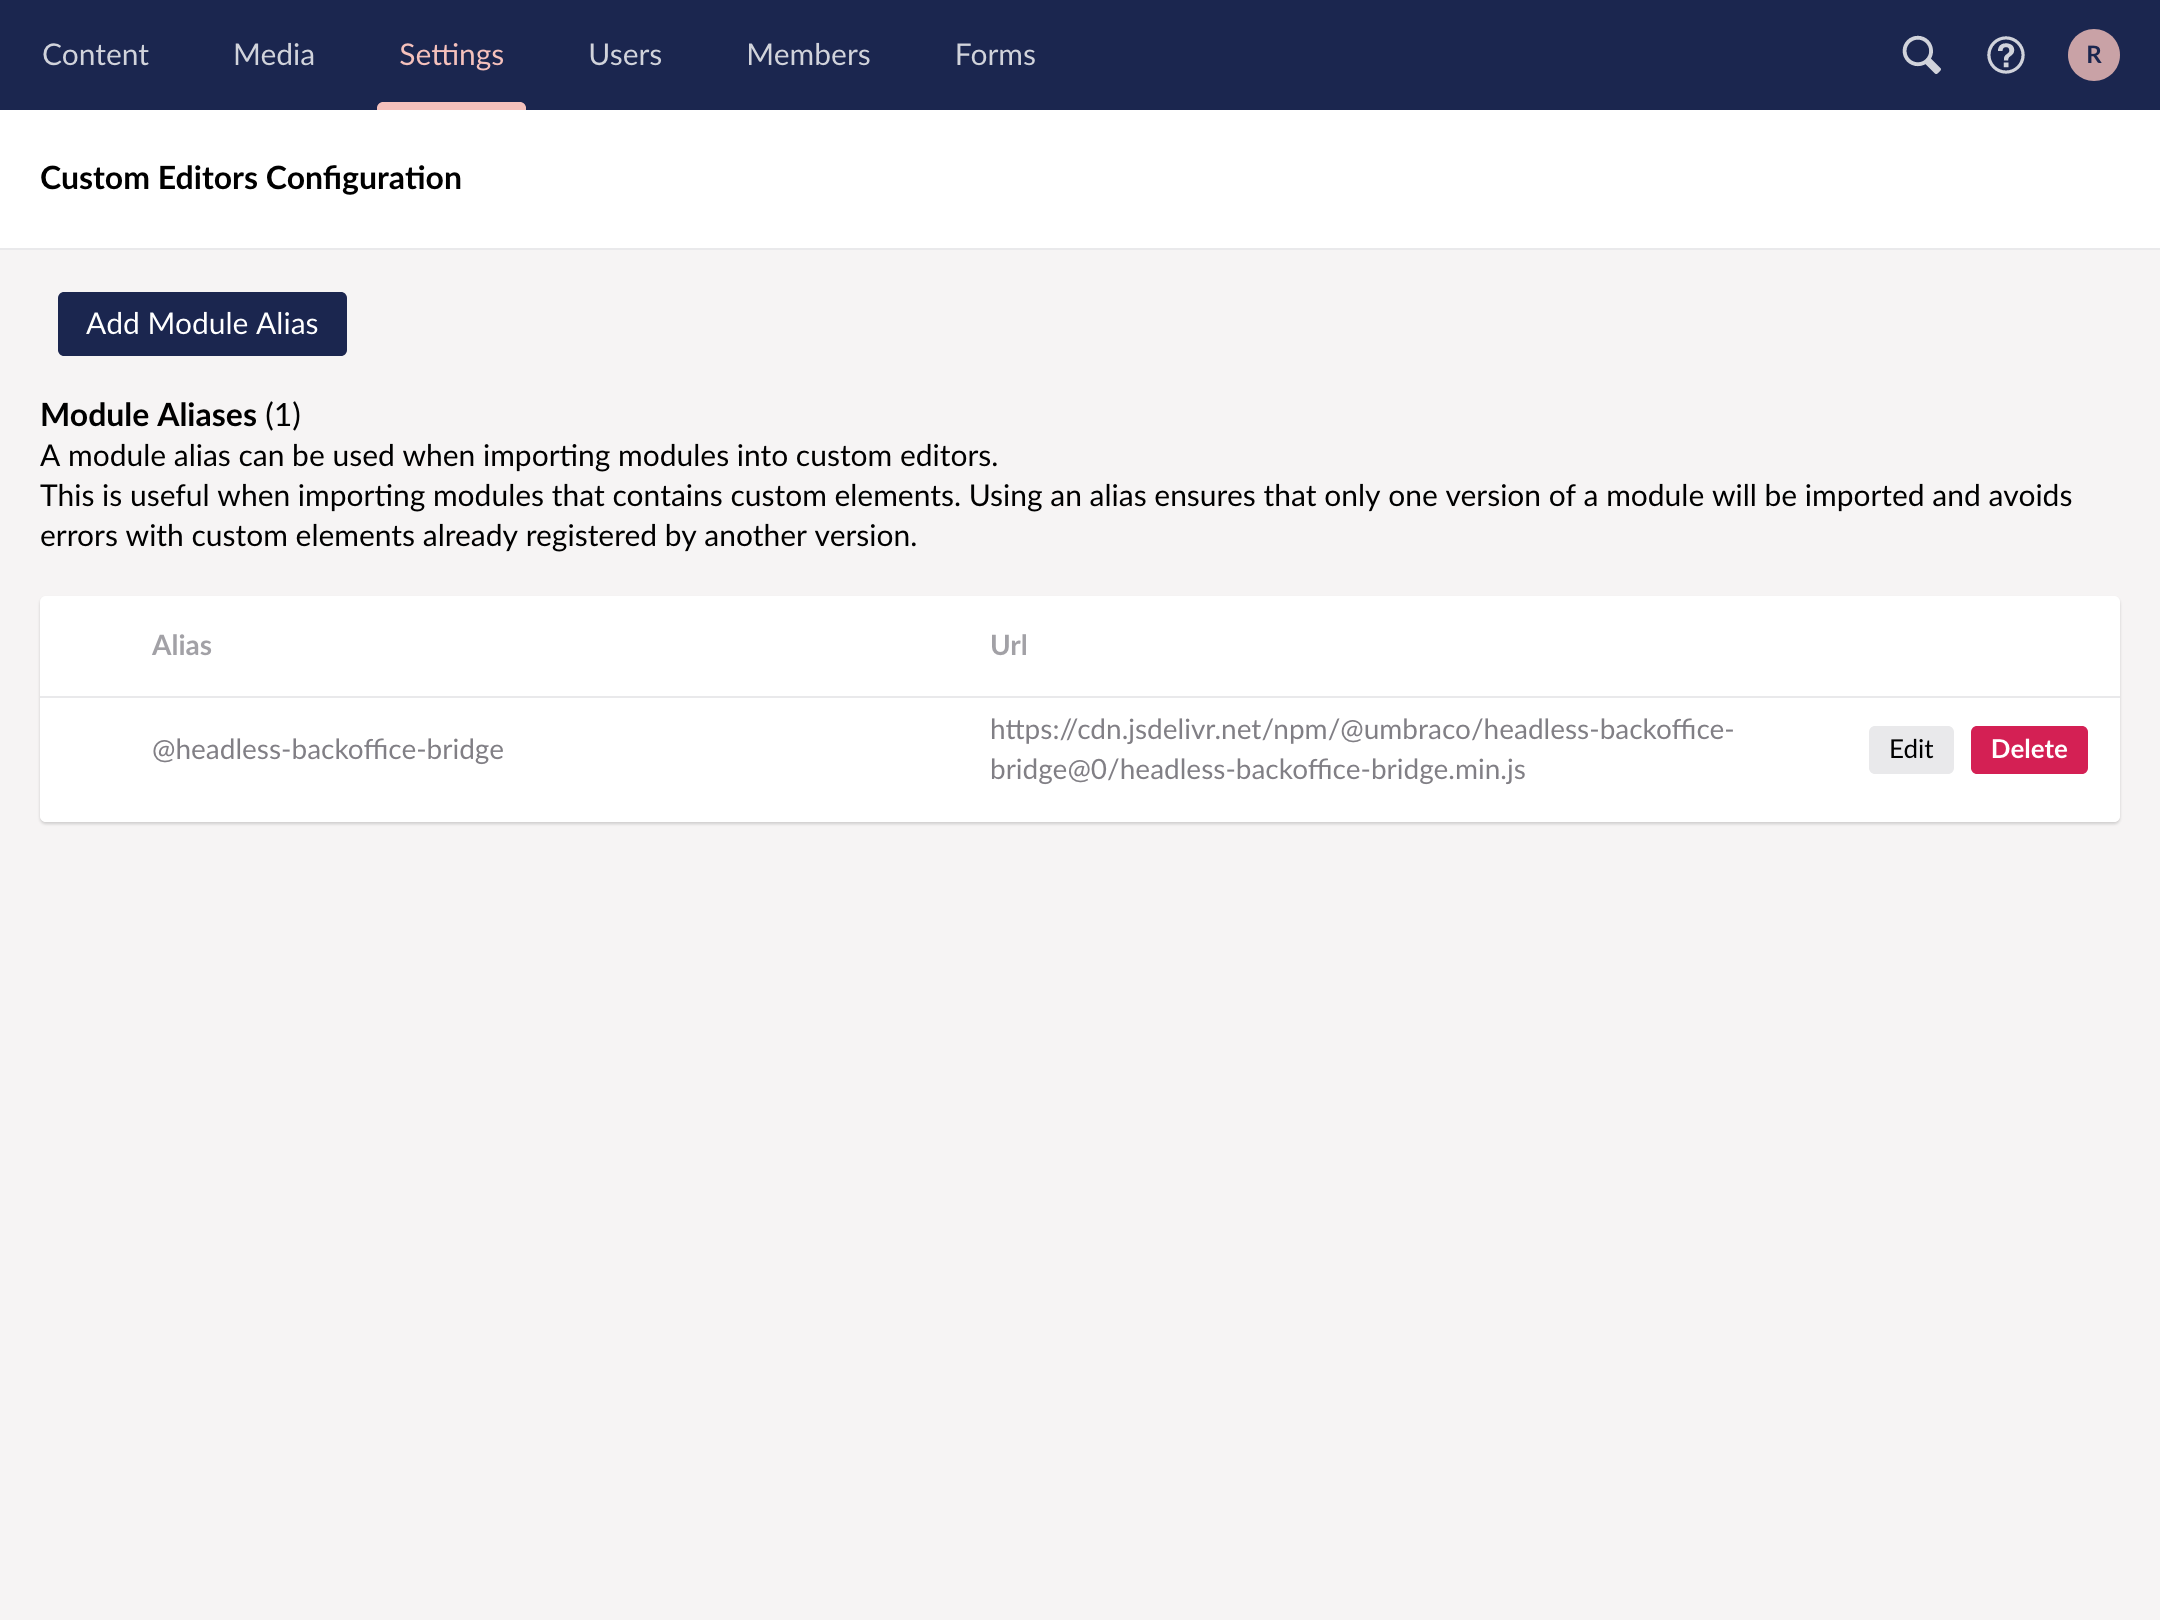 Content Media Settings Users Members Forms R
Custom Editors Configuration
Add Module Alias
Module Aliases (1)
A module alias can be used when importing modules into custom editors.
This is useful when importing modules that contains custom elements. Using an alias ensures that only one version of a module will be imported and avoids
errors with custom elements already registered by another version.
Alias Url
@headless-backoffice-bridge
https://cdn.jsdelivr.net/npm/@umbraco/headless-backoffice-
bridge@0/headless-backoffice-bridge.min.js
Edit Delete